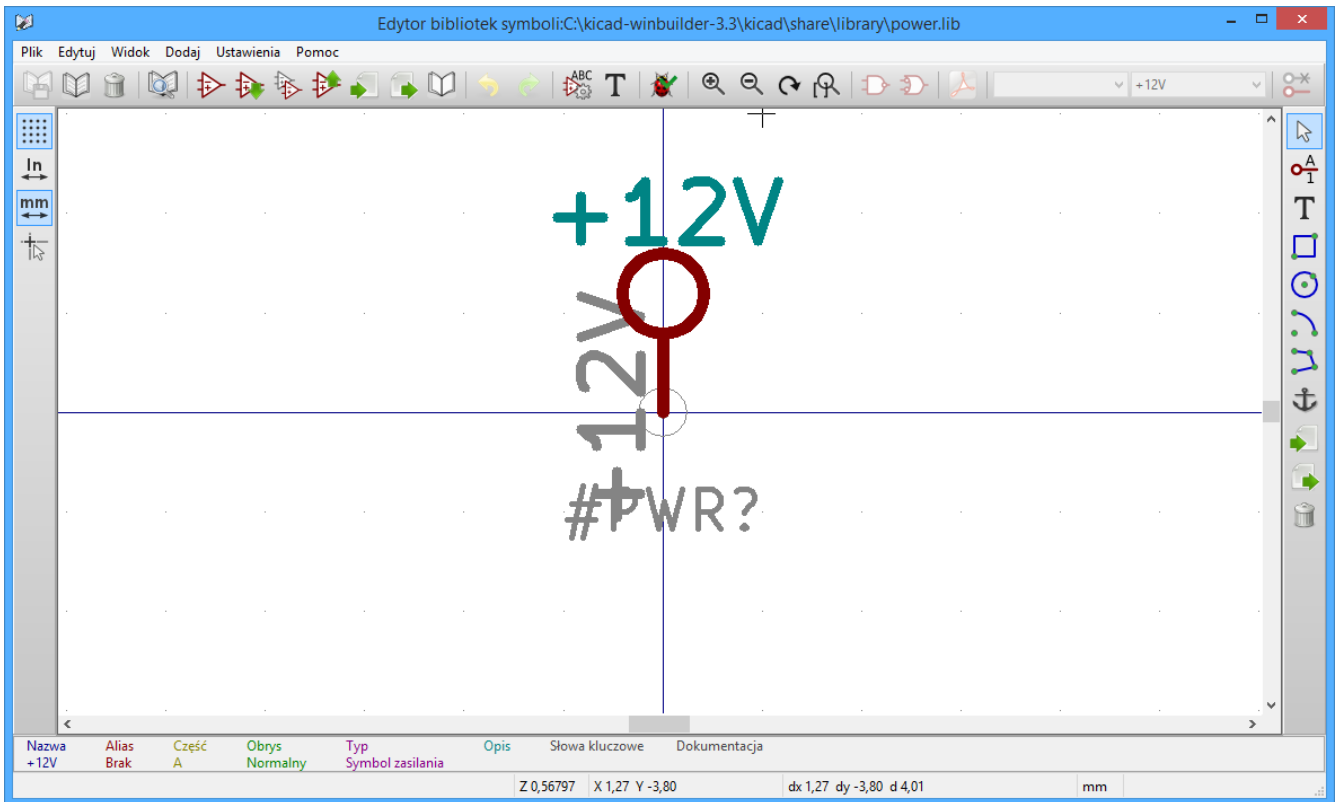 Edytor bibliotek symboli:C:\kicad-winbuilder-3.3\kicad\share\library\power.lib
Plik Edytuj Widok Dodaj Ustawienia Pomoc
ABC T +12V
In
mm
A
1
T
+12V
+12V
#PWR?
Nazwa Alias Część Obrys Typ Opis Słowa kluczowe Dokumentacja
+12V Brak A Normalny Symbol zasilania
Z 0,56797 X 1,27 Y -3,80 dx 1,27 dy -3,80 d 4,01 mm